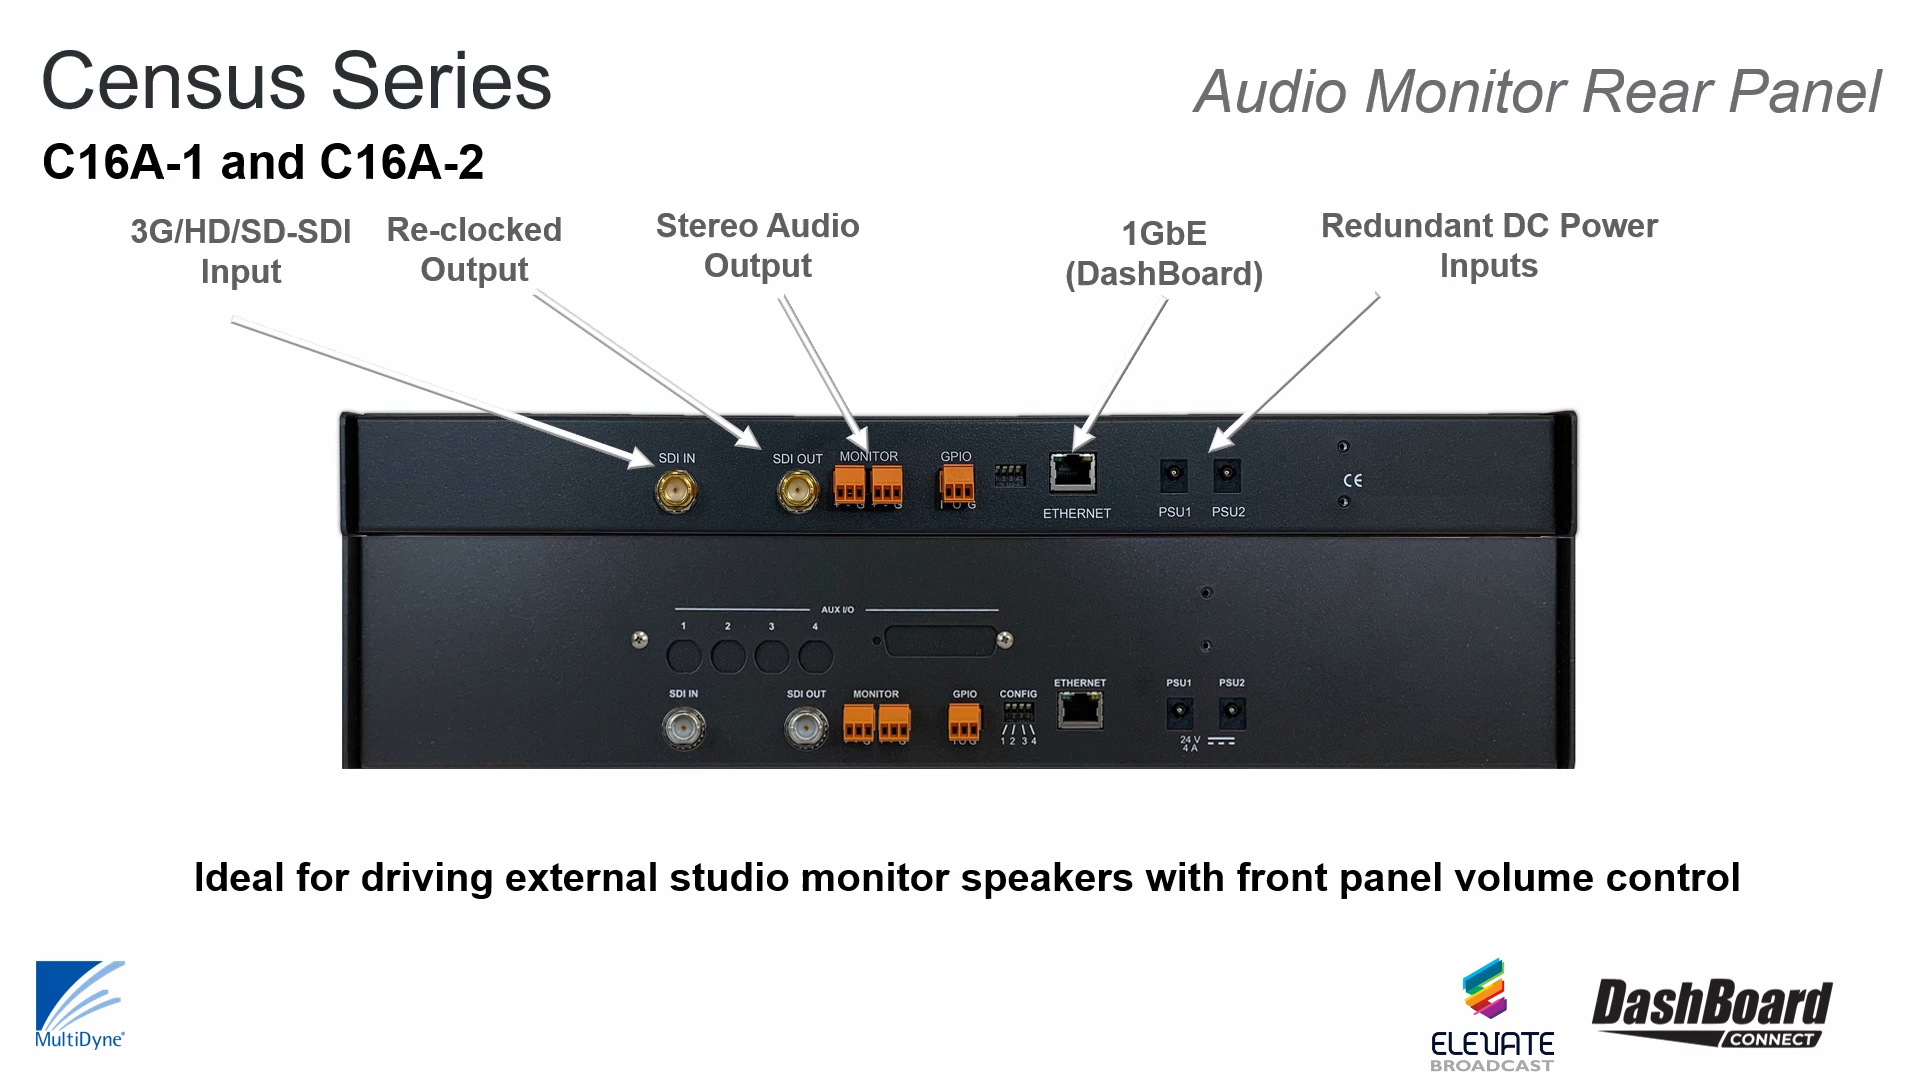 Census Series
Audio Monitor Rear Panel
C16A-1 and C16A-2
3G/HD/SD-SDI
Input
Re-clocked
Output
Stereo Audio
Output
1GbE
(DashBoard)
Redundant DC Power
Inputs
SDI IN
SDI OUT
MONITOR
GPIO
I O G
ETHERNET
PSU1
PSU2
CE
AUX I/O
1 2 3 4
SDI IN
SDI OUT
MONITOR
GPIO
CONFIG
ETHERNET
PSU1
PSU2
I O G
1 2 3 4
24 V
4 A
Ideal for driving external studio monitor speakers with front panel volume control
MultiDyne®
ELEVATE
BROADCAST
DashBoard
CONNECT